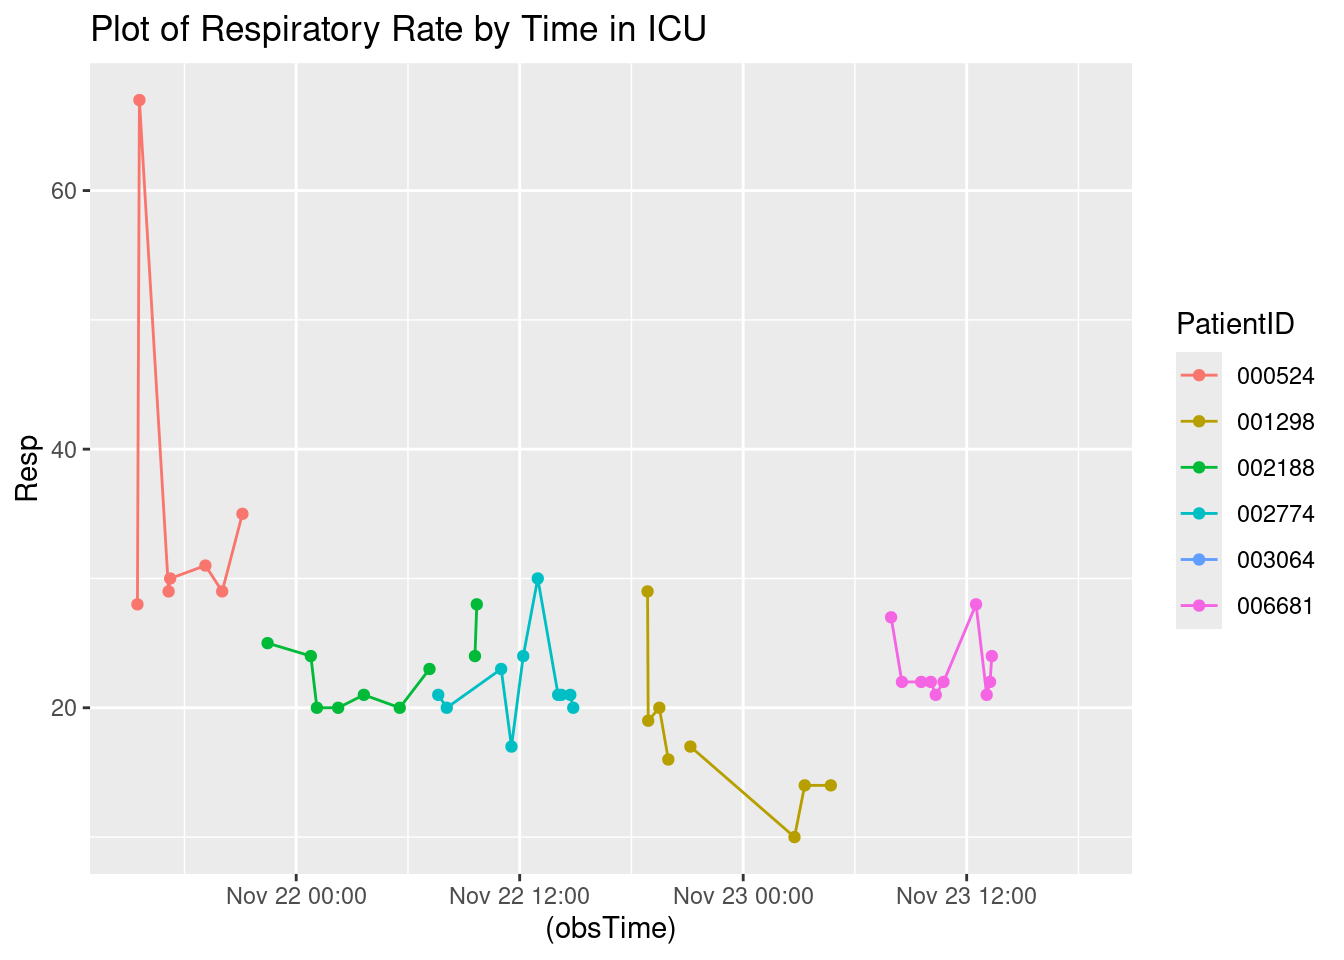 Plot of Respiratory Rate by Time in ICU
Resp
60
40
20
Nov 22 00:00
Nov 22 12:00
Nov 23 00:00
Nov 23 12:00
(obsTime)
PatientID
000524
001298
002188
002774
003064
006681